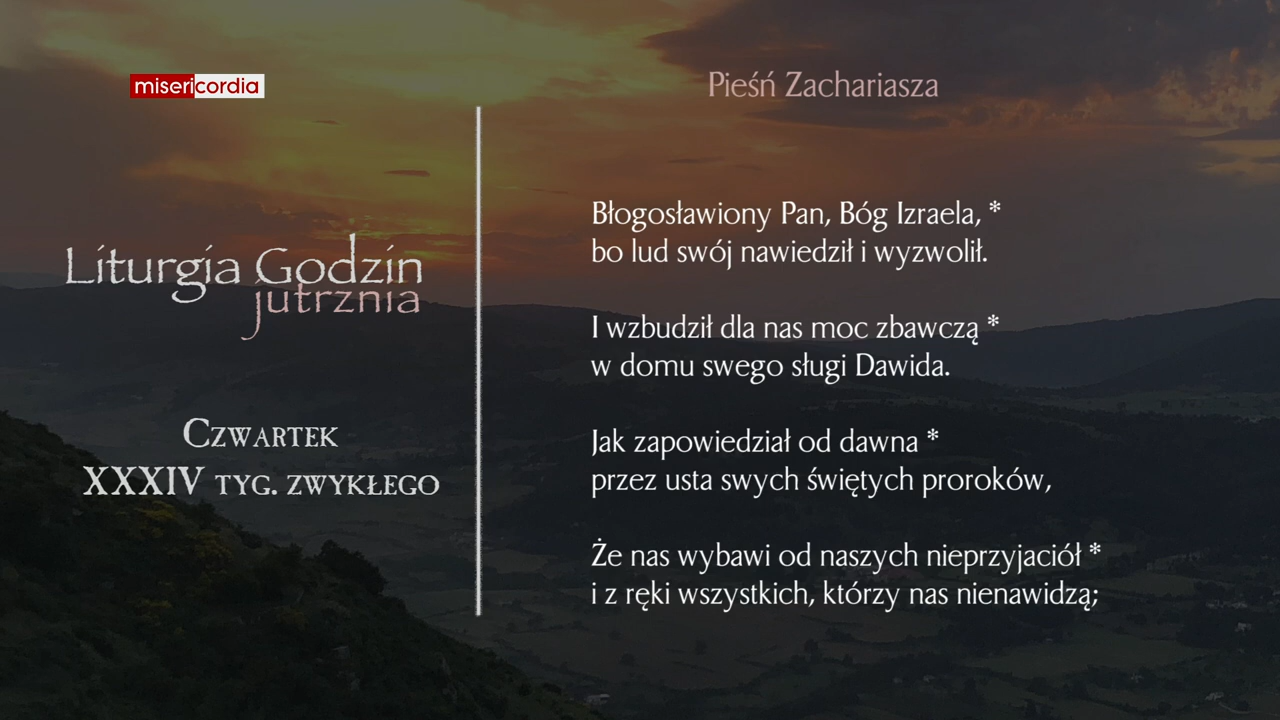 misericordia
Liturgia Godzin
jutrznia
Czwartek
XXXIV tyg. zwykłego
Pieśń Zachariasza
Błogosławiony Pan, Bóg Izraela, *
bo lud swój nawiedził i wyzwolił.
I wzbudził dla nas moc zbawczą *
w domu swego sługi Dawida.
Jak zapowiedział od dawna *
przez usta swych świętych proroków,
Że nas wybawi od naszych nieprzyjaciół *
i z ręki wszystkich, którzy nas nienawidzą;